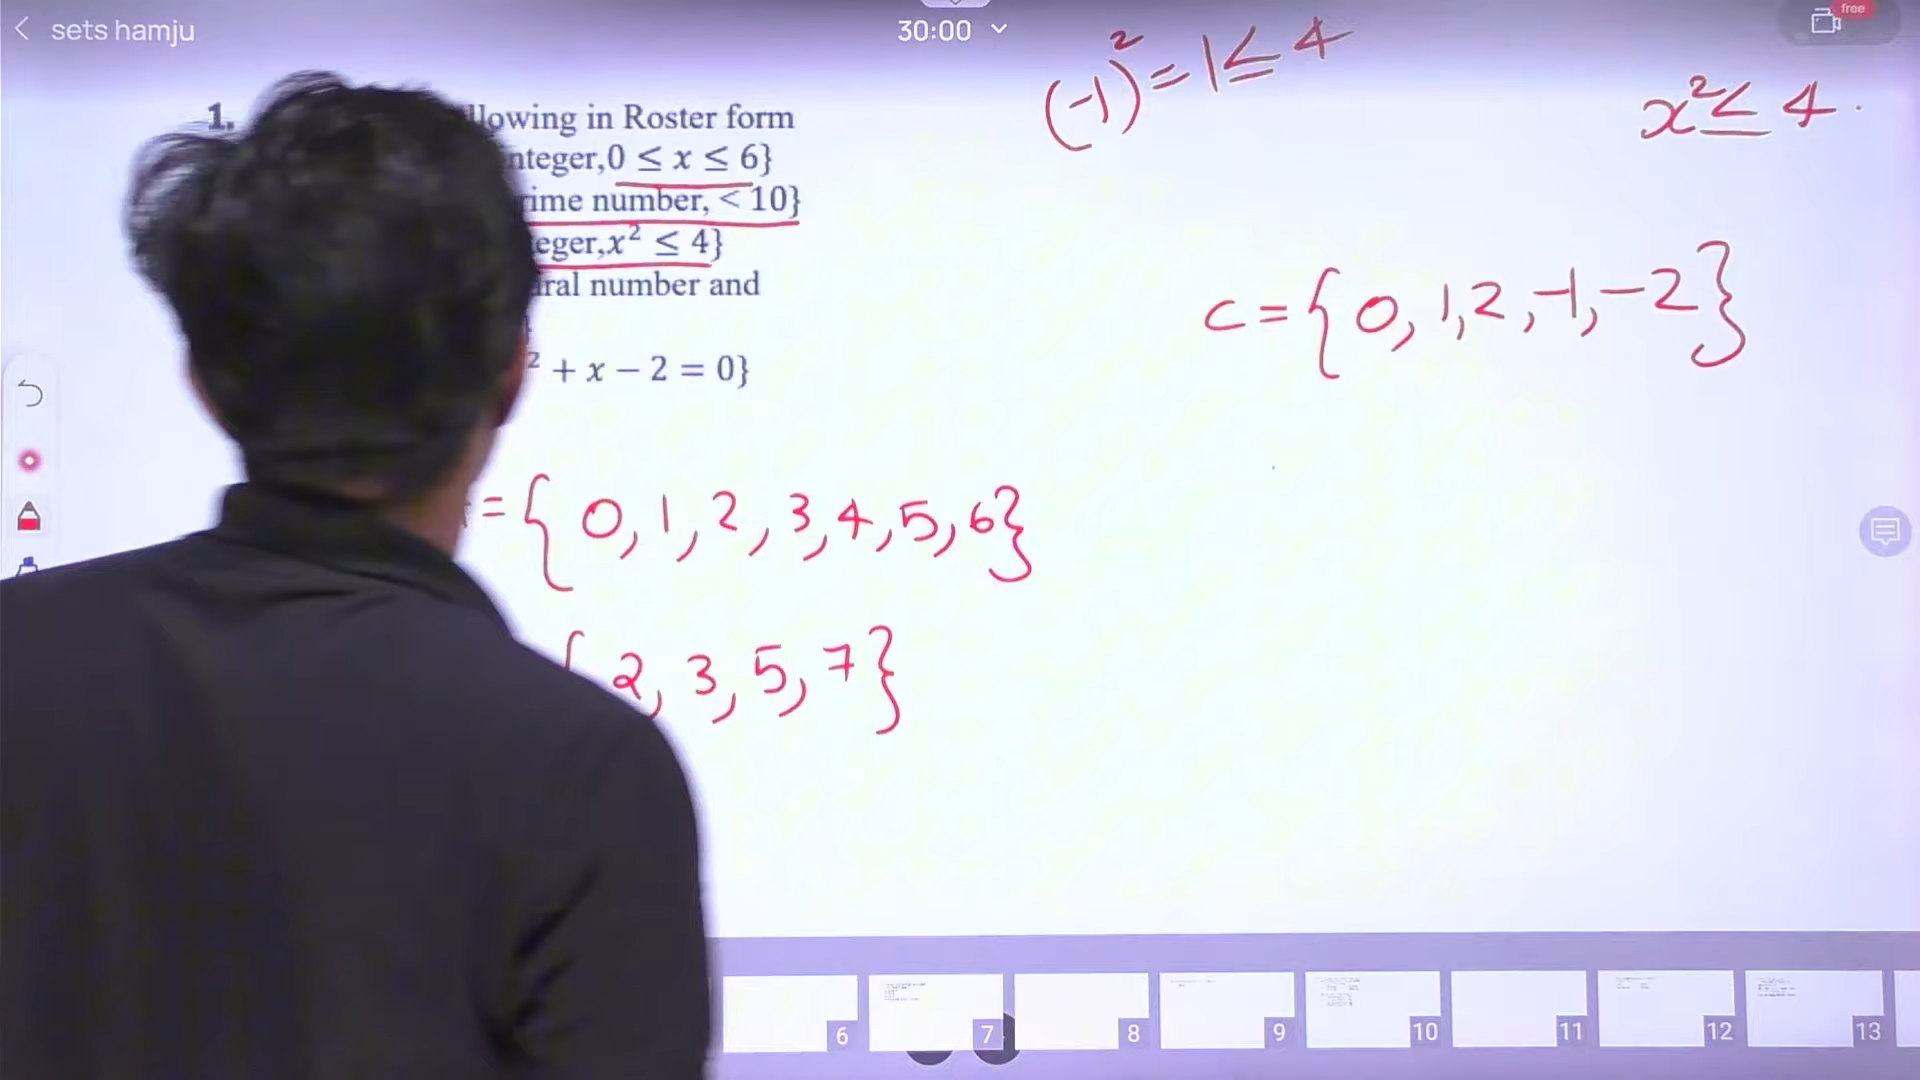 sets hamju
30:00
free
1.
llowing in Roster form
nteger,0 ≤ x ≤ 6}
rime number, < 10}
eger,x² ≤ 4}
ral number and
}
² + x − 2 = 0}
(-1)² = 1 ≤ 4
x² ≤ 4
C = {0, 1, 2, -1, -2}
= {0, 1, 2, 3, 4, 5, 6}
{2, 3, 5, 7}
6
7
8
9
10
11
12
13